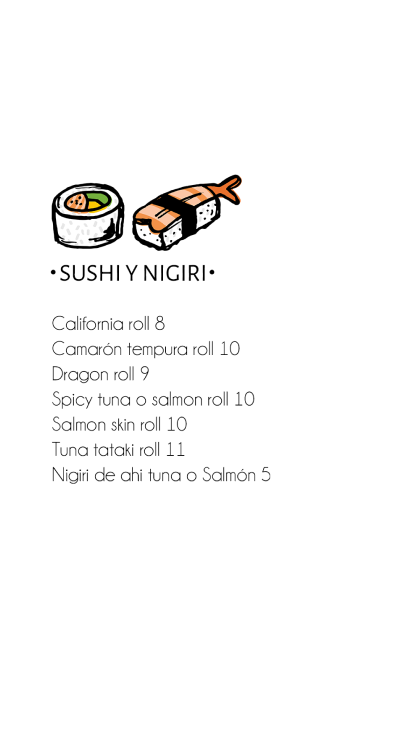 •SUSHI Y NIGIRI•
California roll 8
Camarón tempura roll 10
Dragon roll 9
Spicy tuna o salmon roll 10
Salmon skin roll 10
Tuna tataki roll 11
Nigiri de ahi tuna o Salmón 5